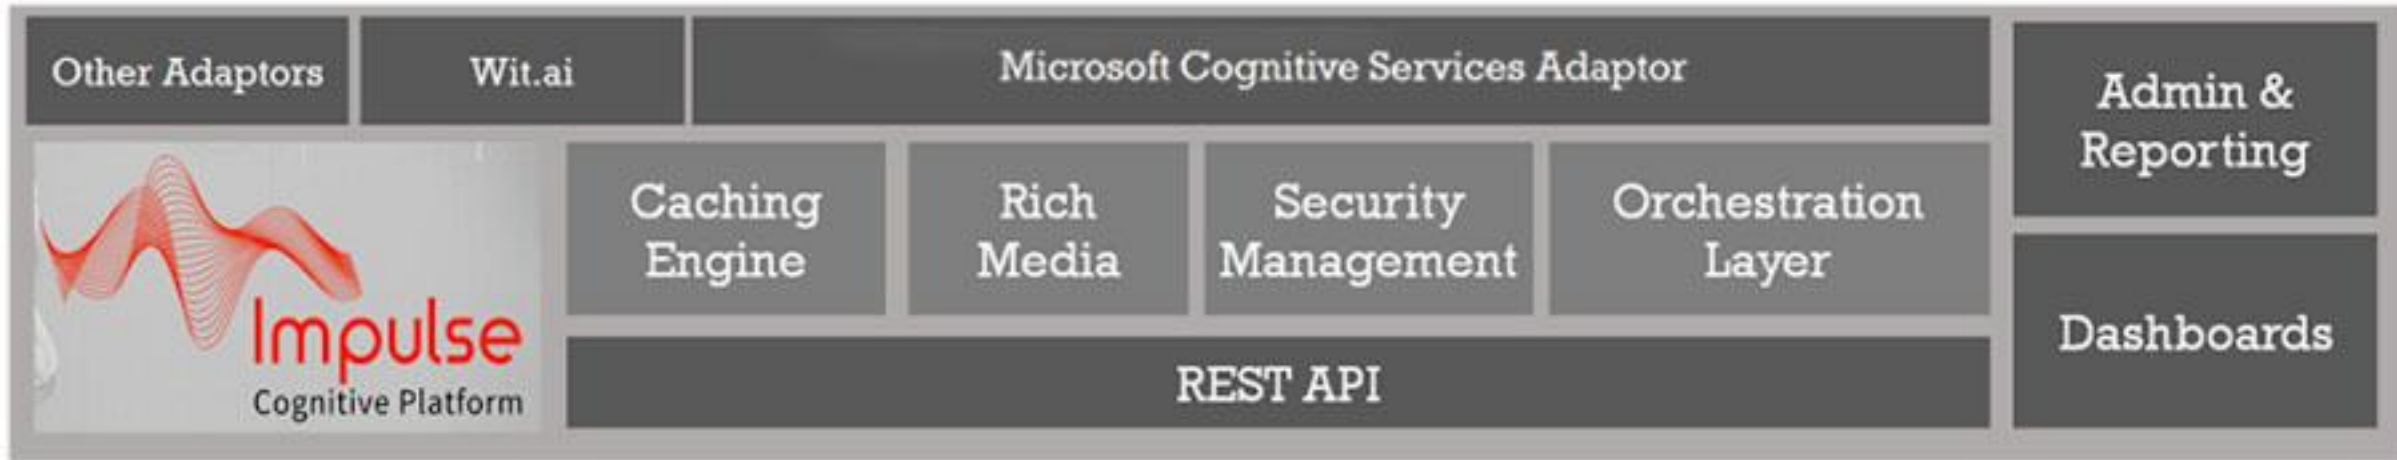 Other Adaptors
Wit.ai
Microsoft Cognitive Services Adaptor
Admin &
Reporting
Impulse
Cognitive Platform
Caching
Engine
Rich
Media
Security
Management
Orchestration
Layer
REST API
Dashboards